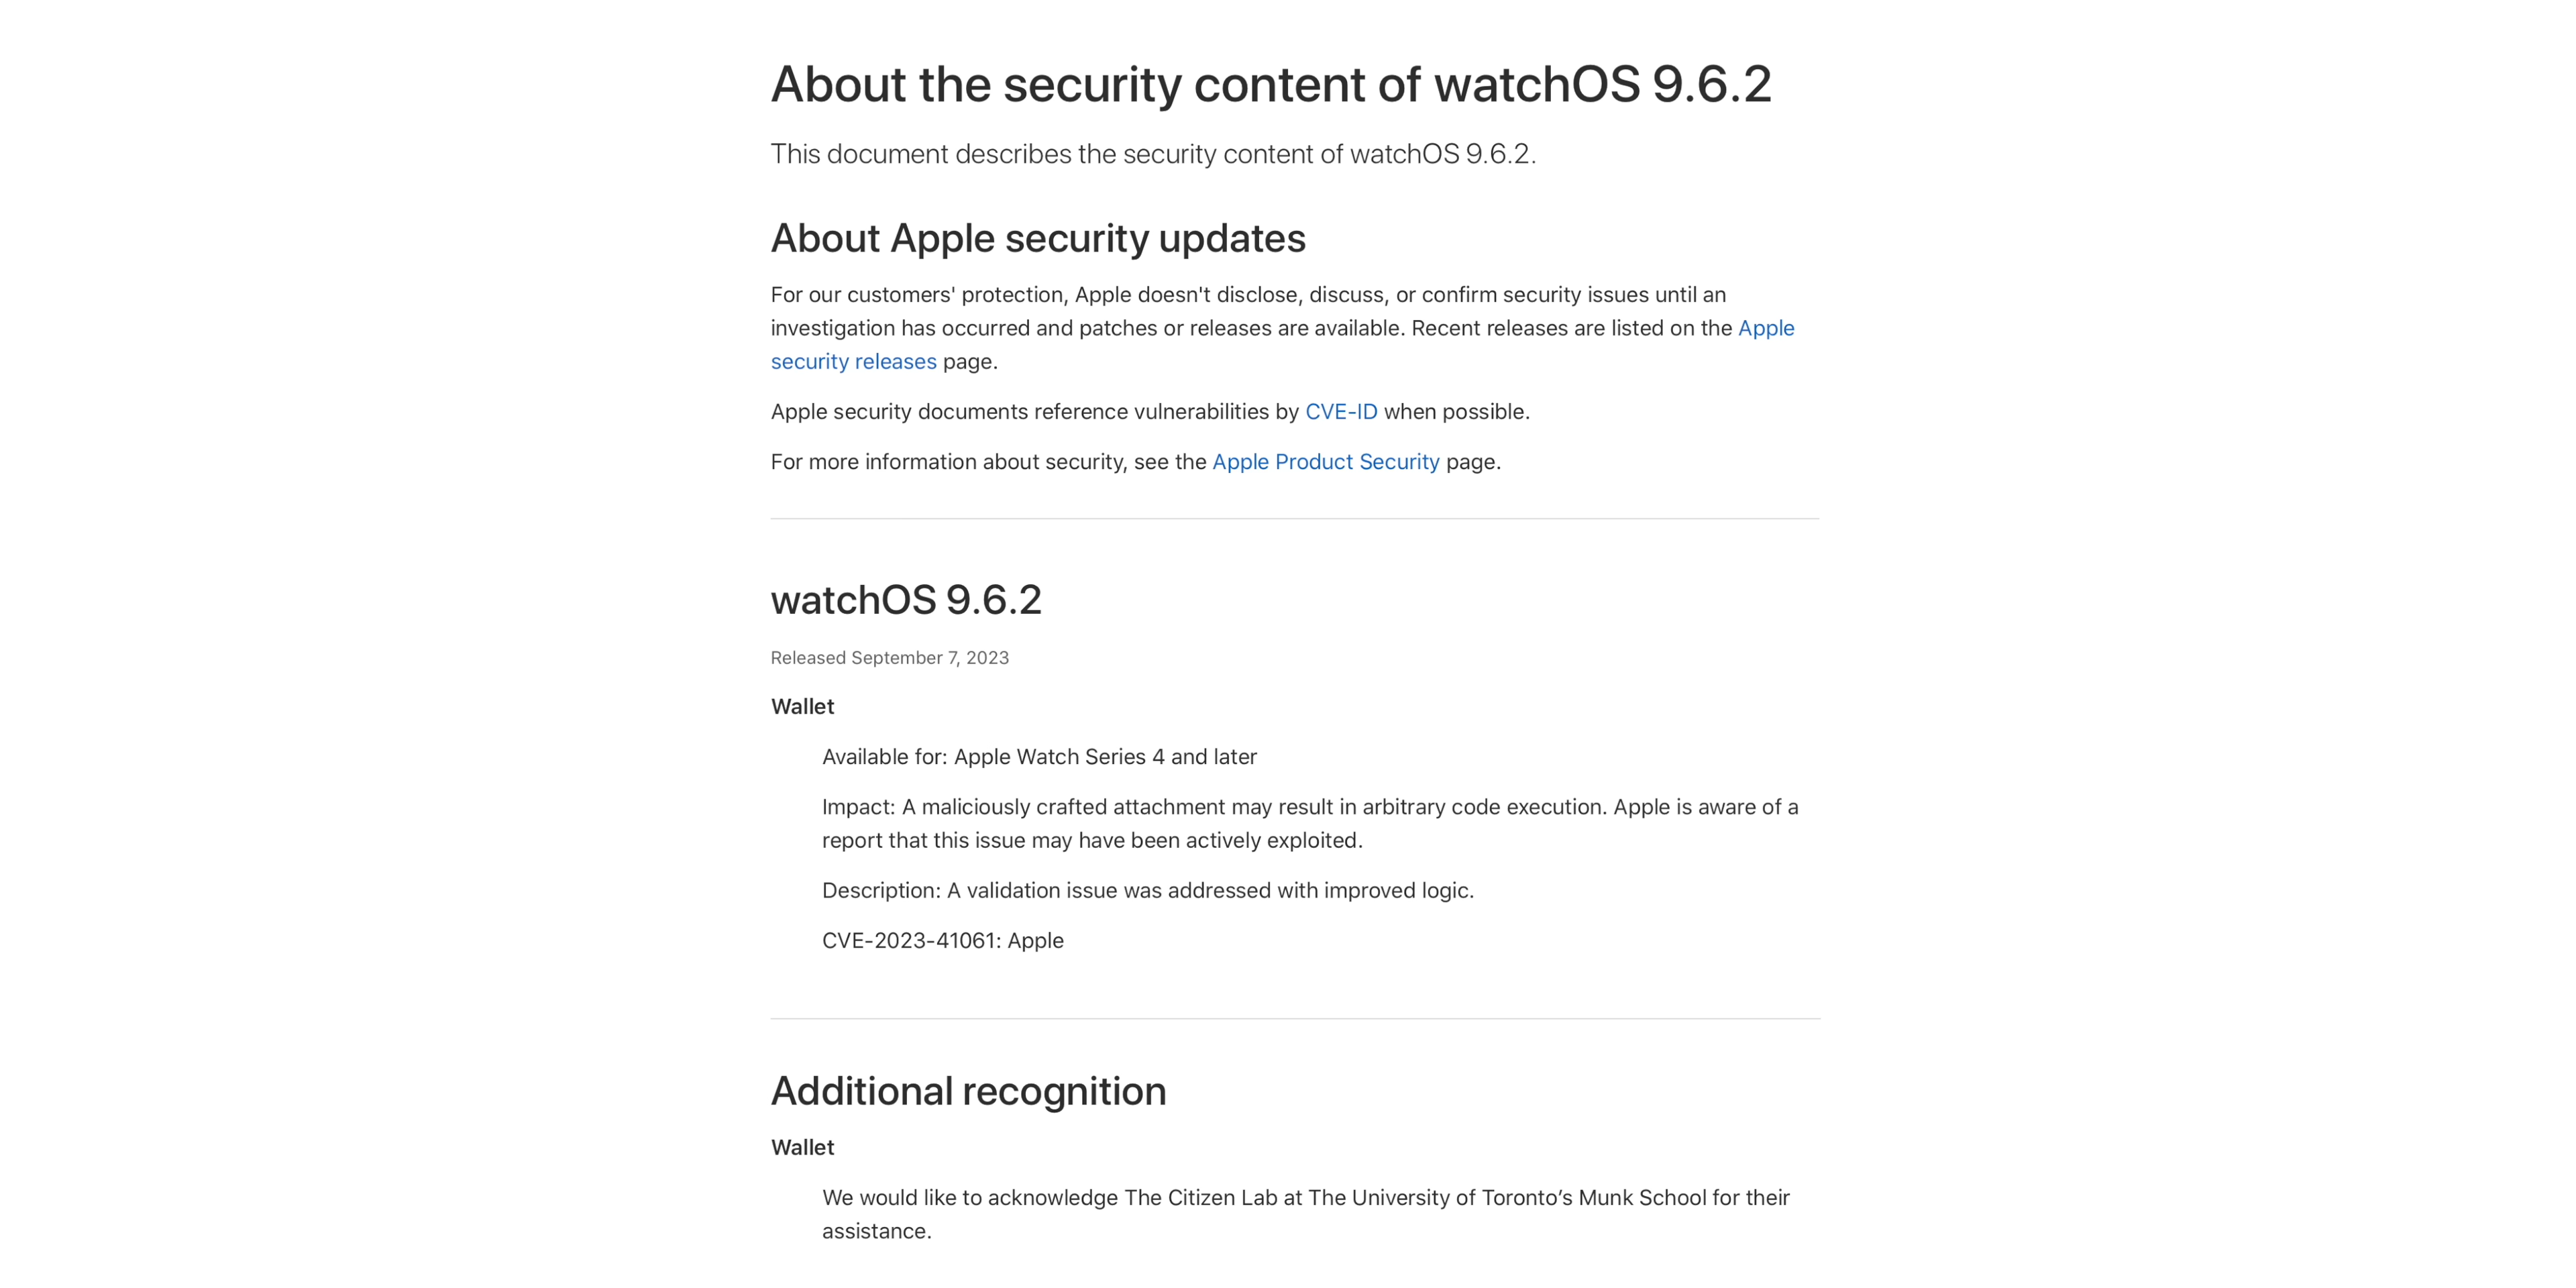 About the security content of watchOS 9.6.2
This document describes the security content of watchOS 9.6.2.
About Apple security updates
For our customers' protection, Apple doesn't disclose, discuss, or confirm security issues until an
investigation has occurred and patches or releases are available. Recent releases are listed on the Apple
security releases page.
Apple security documents reference vulnerabilities by CVE-ID when possible.
For more information about security, see the Apple Product Security page.
watchOS 9.6.2
Released September 7, 2023
Wallet
Available for: Apple Watch Series 4 and later
Impact: A maliciously crafted attachment may result in arbitrary code execution. Apple is aware of a
report that this issue may have been actively exploited.
Description: A validation issue was addressed with improved logic.
CVE-2023-41061: Apple
Additional recognition
Wallet
We would like to acknowledge The Citizen Lab at The University of Toronto’s Munk School for their
assistance.